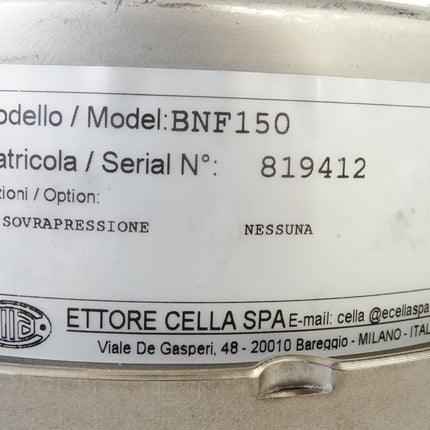 odello / Model: BNF150
atricola / Serial N°: 819412
zioni / Option:
SOVRAPRESSIONE NESSUNA
ETTORE CELLA SPA E-mail: cella @ecellaspa
Viale De Gasperi, 48 - 20010 Bareggio - MILANO - ITAL